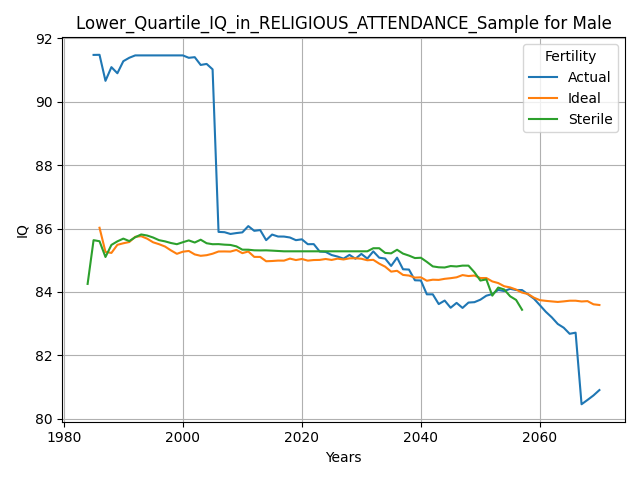 Lower_Quartile_IQ_in_RELIGIOUS_ATTENDANCE_Sample for Male
92
90
88
86
84
82
80
IQ
1980
2000
2020
2040
2060
Years
Fertility
Actual
Ideal
Sterile